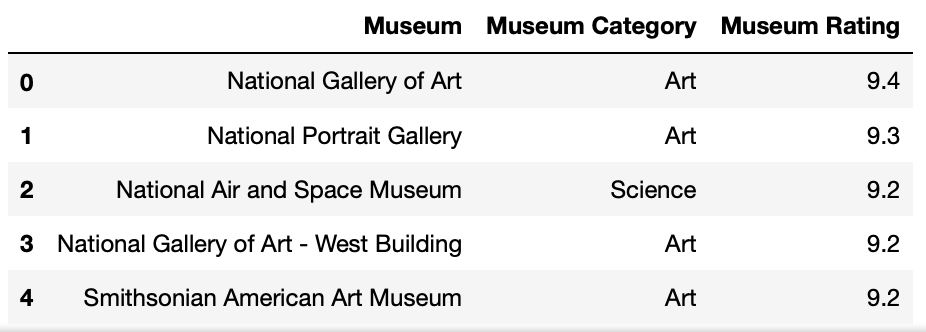 Museum Museum Category Museum Rating
0 National Gallery of Art Art 9.4
1 National Portrait Gallery Art 9.3
2 National Air and Space Museum Science 9.2
3 National Gallery of Art - West Building Art 9.2
4 Smithsonian American Art Museum Art 9.2